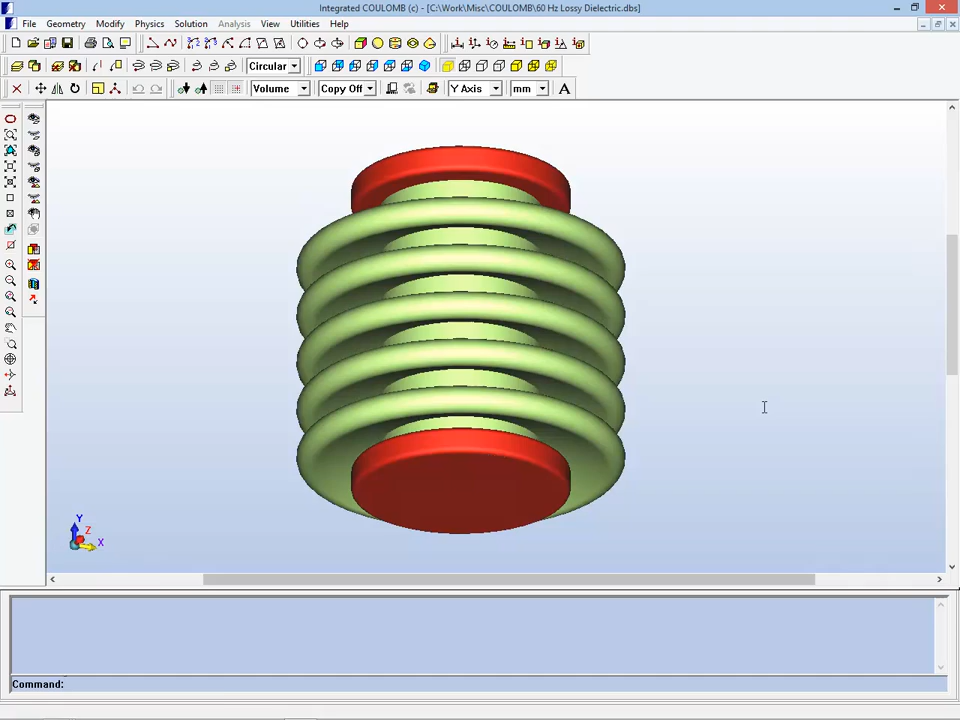 Integrated COULOMB (c) - [C:\Work\Misc\COULOMB\60 Hz Lossy Dielectric.dbs]
File Geometry Modify Physics Solution Analysis View Utilities Help
Circular
Volume Copy Off Y Axis mm A
Y
Z
X
Command: